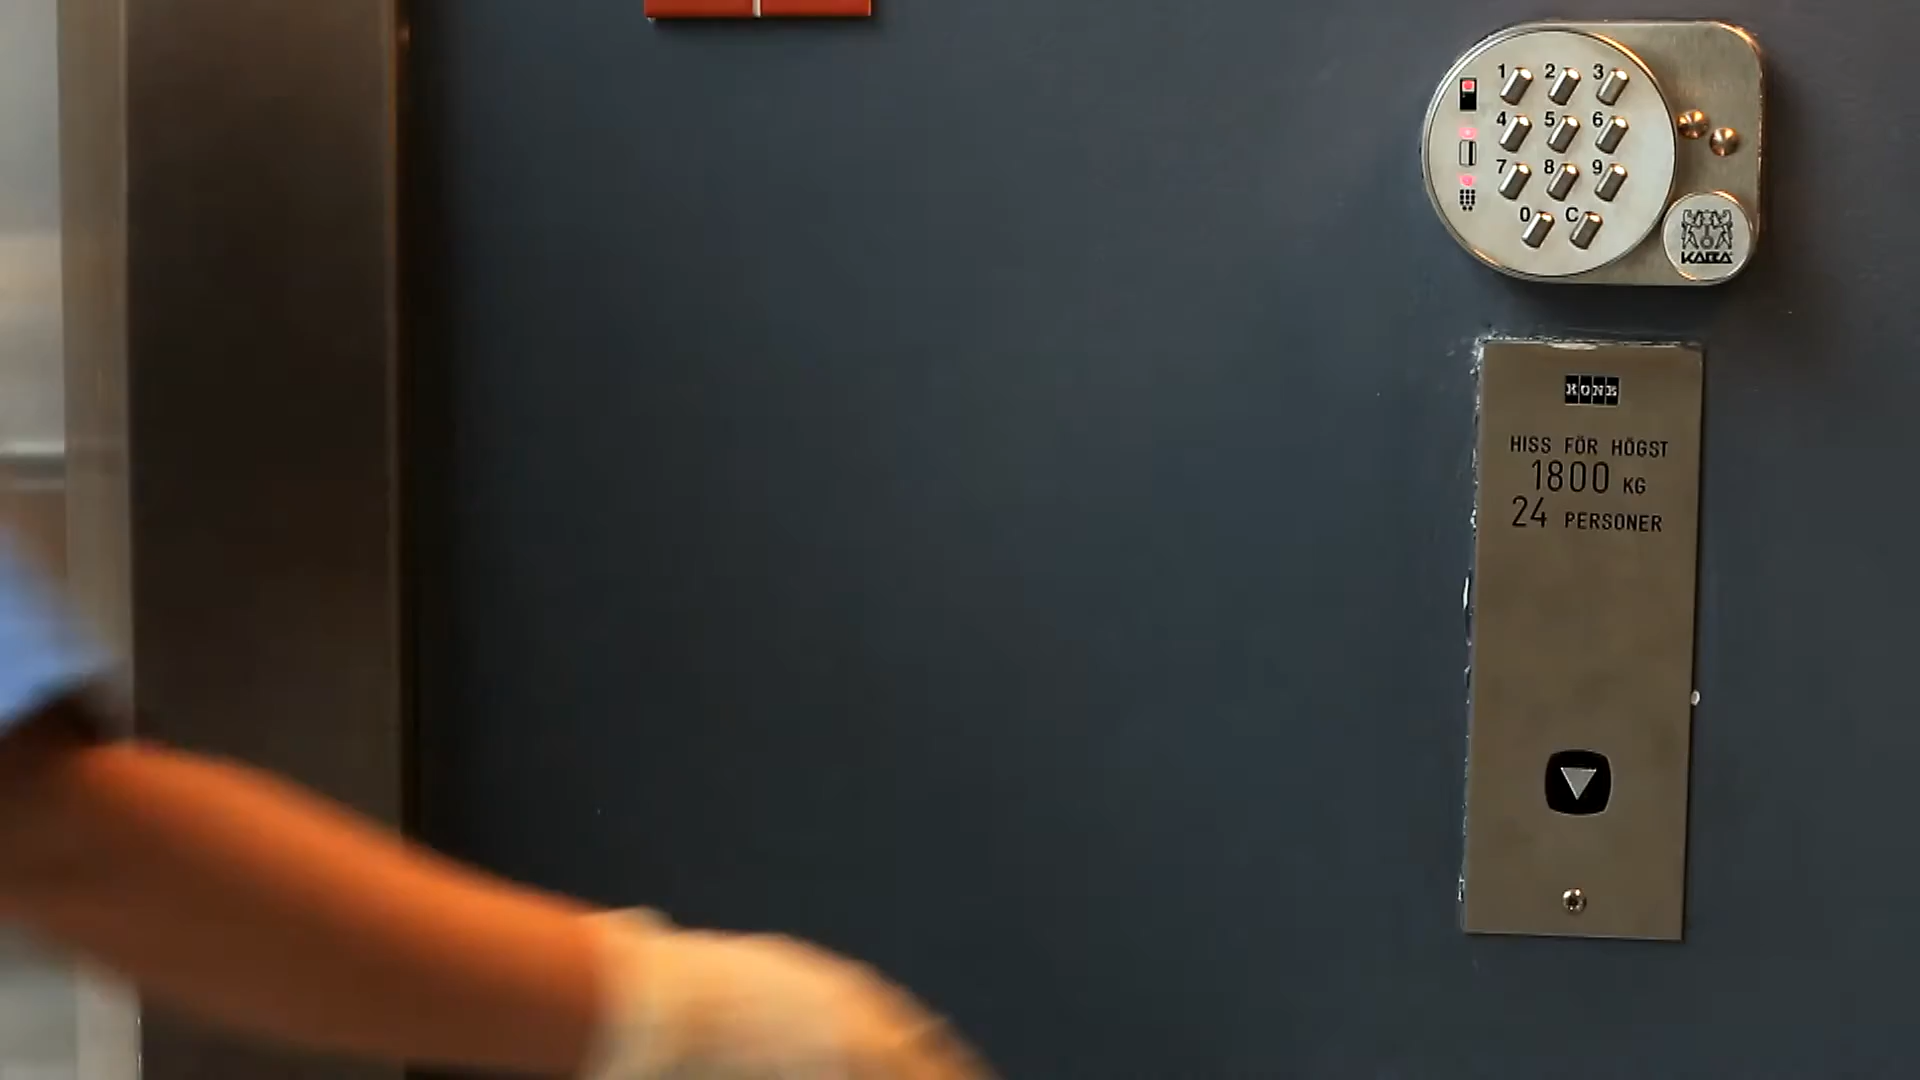 1 2 3
4 5 6
7 8 9
0 C
KABA
KONE
HISS FÖR HÖGST
1800 KG
24 PERSONER